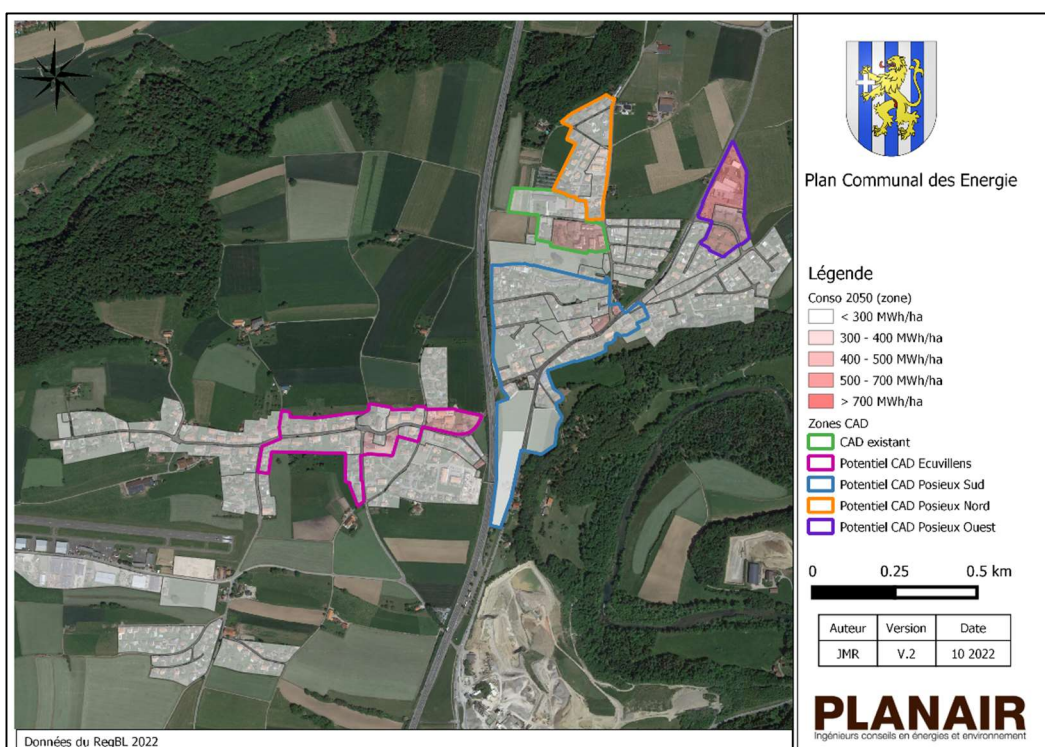 N
Plan Communal des Energie
Légende
Conso 2050 (zone)
< 300 MWh/ha
300 - 400 MWh/ha
400 - 500 MWh/ha
500 - 700 MWh/ha
> 700 MWh/ha
Zones CAD
CAD existant
Potentiel CAD Ecuvillens
Potentiel CAD Posieux Sud
Potentiel CAD Posieux Nord
Potentiel CAD Posieux Ouest
0 0.25 0.5 km
Auteur Version Date
JMR V.2 10 2022
PLANAIR
Ingénieurs conseils en énergies et environnement
Données du RegBL 2022